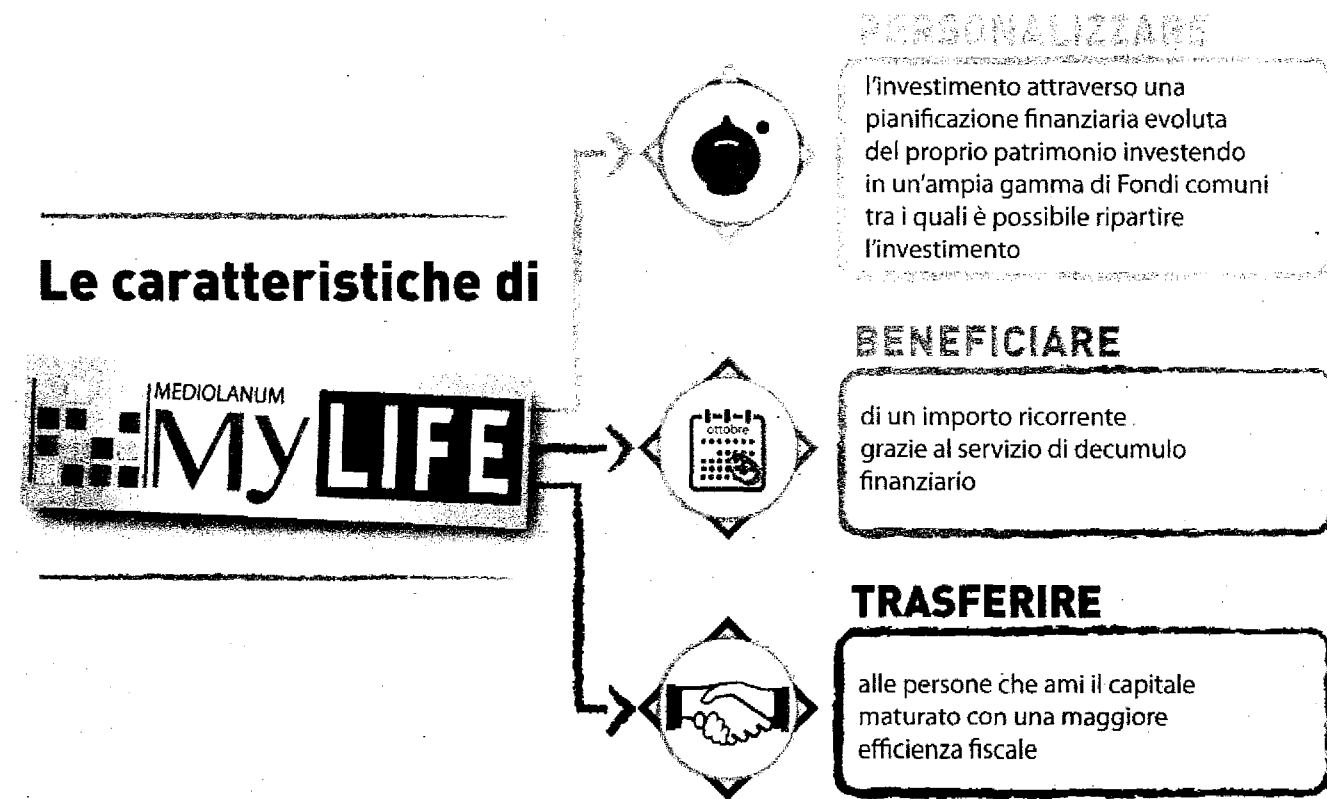 Le caratteristiche di
MEDIOLANUM
My LIFE
PERSONALIZZARE
l'investimento attraverso una
pianificazione finanziaria evoluta
del proprio patrimonio investendo
in un'ampia gamma di Fondi comuni
tra i quali è possibile ripartire
l'investimento
BENEFICIARE
ottobre
di un importo ricorrente
grazie al servizio di decumulo
finanziario
TRASFERIRE
alle persone che ami il capitale
maturato con una maggiore
efficienza fiscale